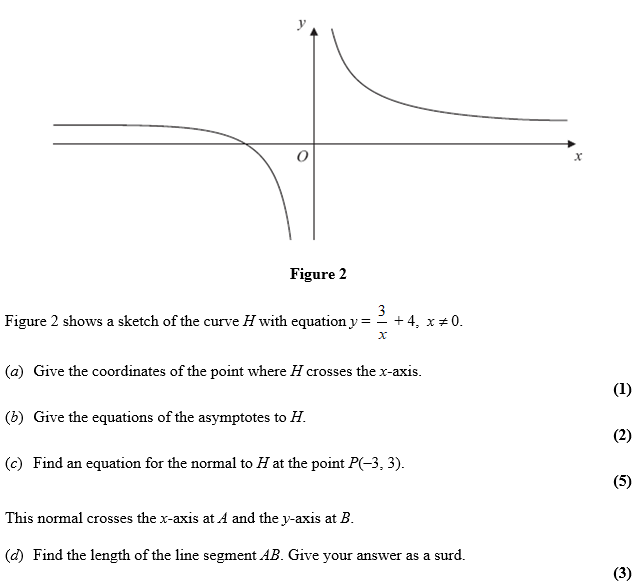 y
O
x
Figure 2
Figure 2 shows a sketch of the curve H with equation y = 3/x + 4, x ≠ 0.
(a) Give the coordinates of the point where H crosses the x-axis.
(1)
(b) Give the equations of the asymptotes to H.
(2)
(c) Find an equation for the normal to H at the point P(–3, 3).
(5)
This normal crosses the x-axis at A and the y-axis at B.
(d) Find the length of the line segment AB. Give your answer as a surd.
(3)